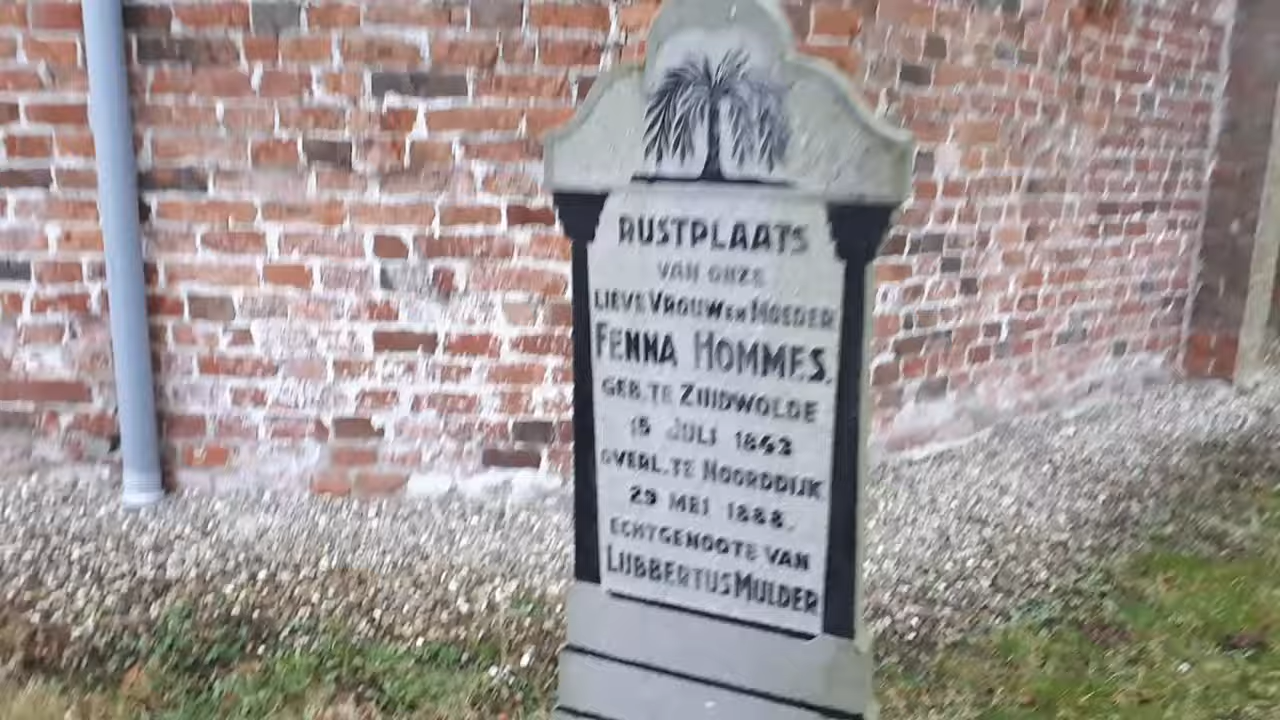 RUSTPLAATS
VAN ONZE
LIEVE VROUW EN MOEDER
FENNA HOMMES.
GEB. TE ZUIDWOLDE
15 JULI 1843
OVERL. TE NOORDDIJK
29 MEI 1888.
ECHTGENOOTE VAN
LUBBERTUS MULDER